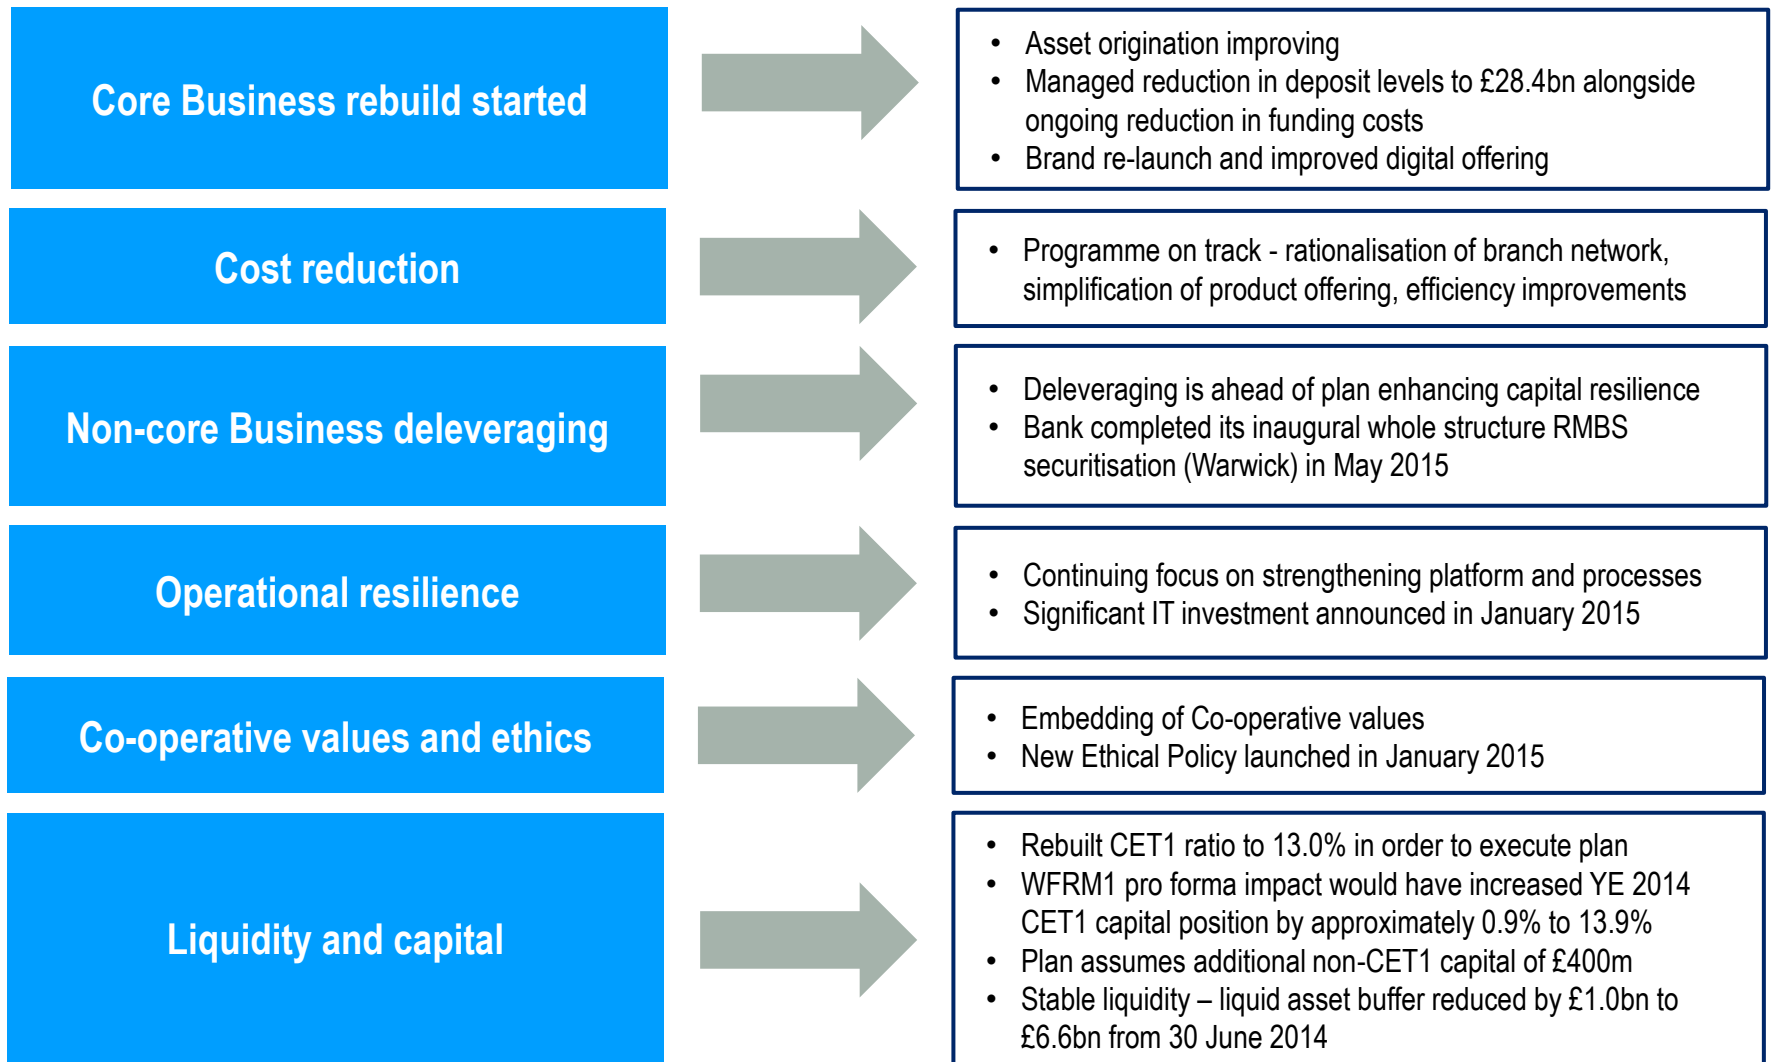 Core Business rebuild started
• Asset origination improving
• Managed reduction in deposit levels to £28.4bn alongside
ongoing reduction in funding costs
• Brand re-launch and improved digital offering
Cost reduction
• Programme on track - rationalisation of branch network,
simplification of product offering, efficiency improvements
Non-core Business deleveraging
• Deleveraging is ahead of plan enhancing capital resilience
• Bank completed its inaugural whole structure RMBS
securitisation (Warwick) in May 2015
Operational resilience
• Continuing focus on strengthening platform and processes
• Significant IT investment announced in January 2015
Co-operative values and ethics
• Embedding of Co-operative values
• New Ethical Policy launched in January 2015
Liquidity and capital
• Rebuilt CET1 ratio to 13.0% in order to execute plan
• WFRM1 pro forma impact would have increased YE 2014
CET1 capital position by approximately 0.9% to 13.9%
• Plan assumes additional non-CET1 capital of £400m
• Stable liquidity – liquid asset buffer reduced by £1.0bn to
£6.6bn from 30 June 2014